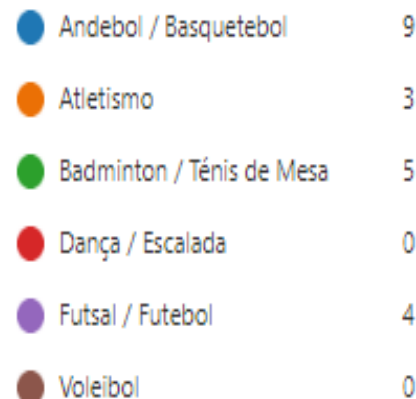 Andebol / Basquetebol 9
Atletismo 3
Badminton / Ténis de Mesa 5
Dança / Escalada 0
Futsal / Futebol 4
Voleibol 0